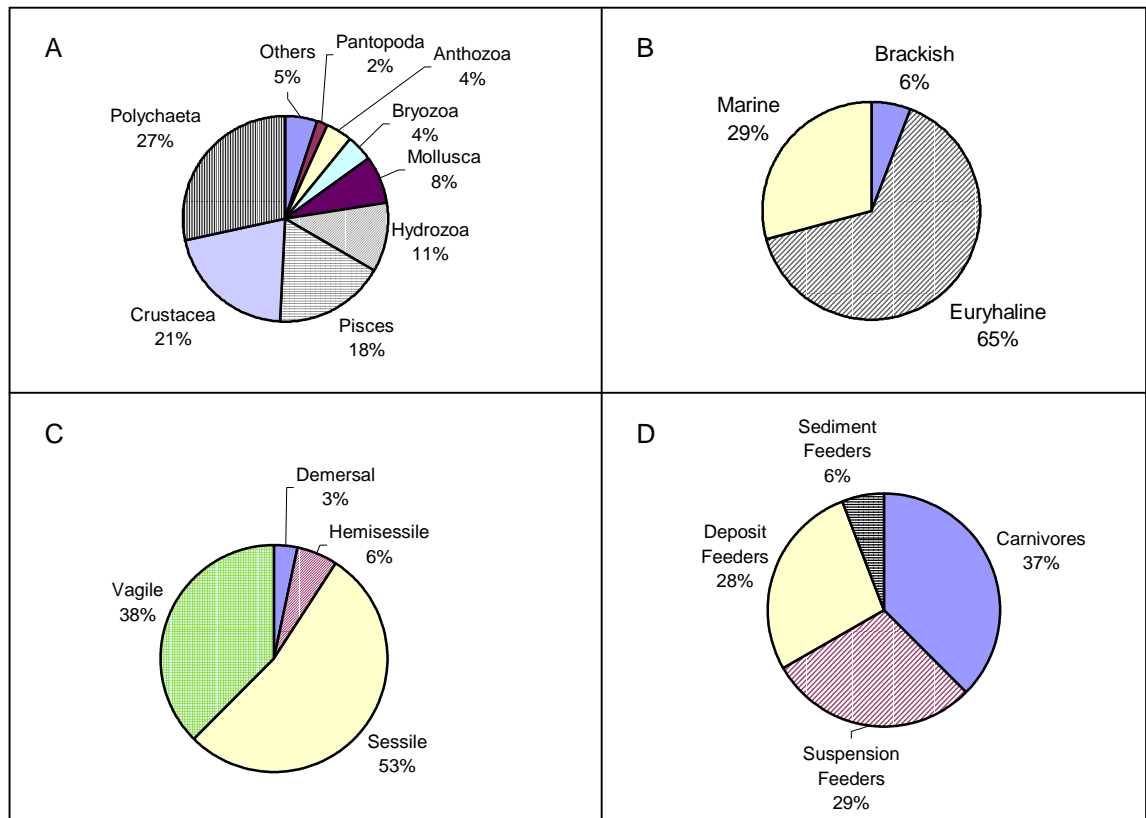 A
Others
5%
Pantopoda
2%
Anthozoa
4%
Bryozoa
4%
Mollusca
8%
Hydrozoa
11%
Pisces
18%
Crustacea
21%
Polychaeta
27%
B
Brackish
6%
Marine
29%
Euryhaline
65%
C
Demersal
3%
Hemisessile
6%
Vagile
38%
Sessile
53%
D
Sediment
Feeders
6%
Deposit
Feeders
28%
Carnivores
37%
Suspension
Feeders
29%